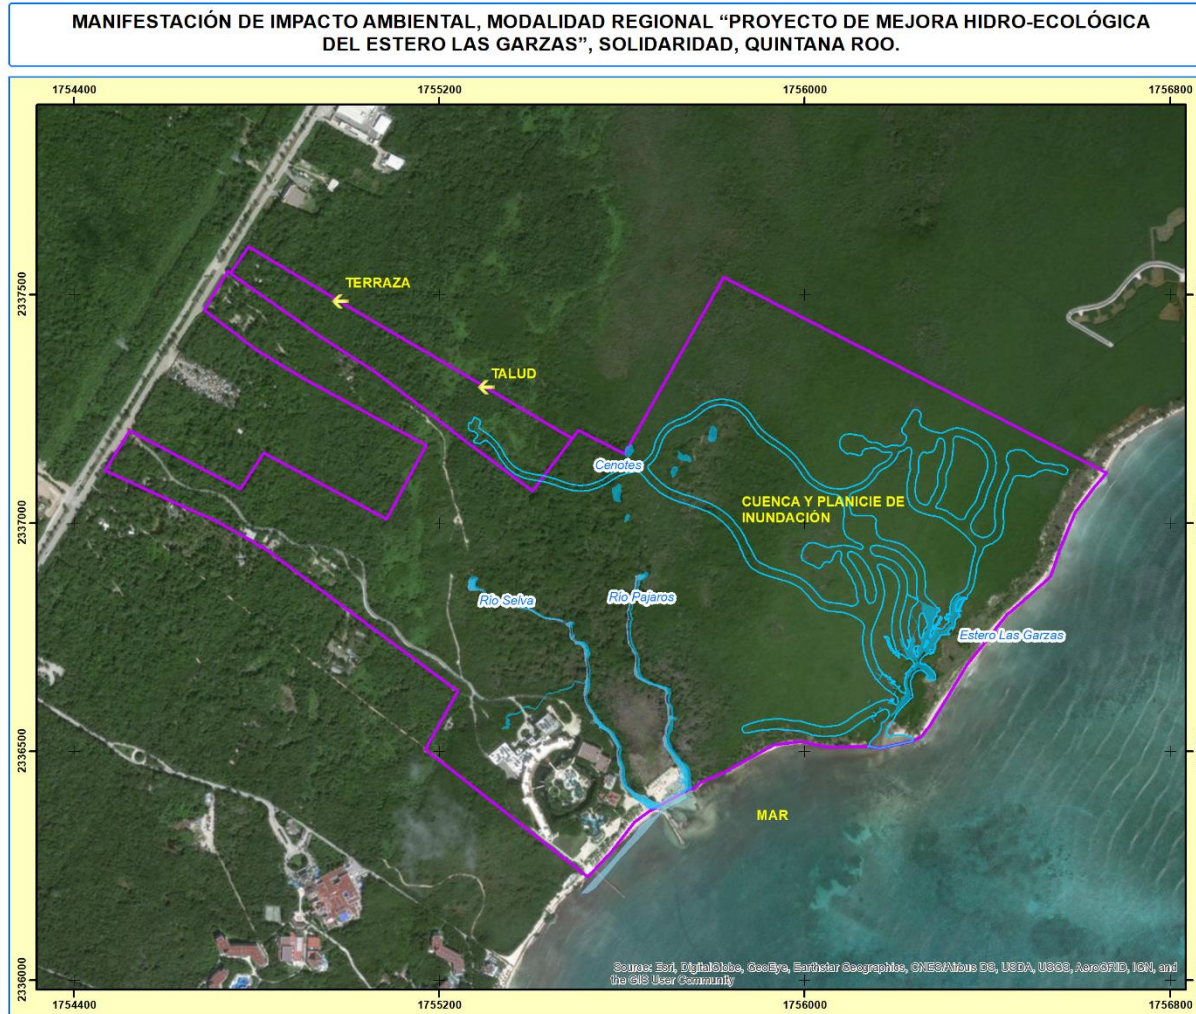 MANIFESTACIÓN DE IMPACTO AMBIENTAL, MODALIDAD REGIONAL “PROYECTO DE MEJORA HIDRO-ECOLÓGICA
DEL ESTERO LAS GARZAS”, SOLIDARIDAD, QUINTANA ROO.
1754400 1755200 1756000 1756800
2337500
TERRAZA
TALUD
Cenotes
CUENCA Y PLANICIE DE
INUNDACIÓN
2337000
Río Selva
Río Pajaros
Estero Las Garzas
2336500
MAR
Source: Esri, DigitalGlobe, GeoEye, Earthstar Geographics, CNES/Airbus DS, USDA, USGS, AeroGRID, IGN, and
the GIS User Community
2336000
1754400 1755200 1756000 1756800